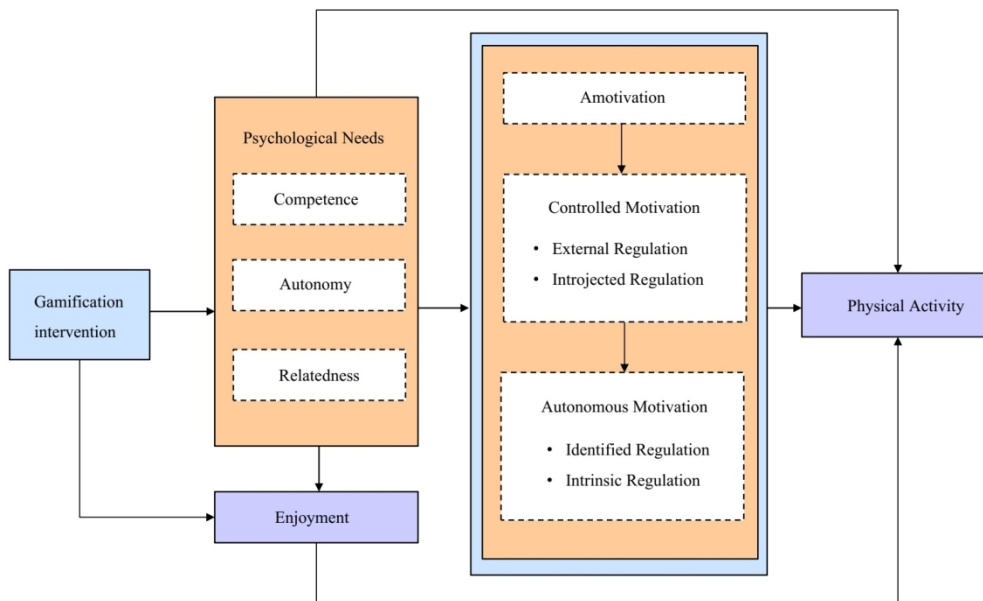 Gamification
intervention
Psychological Needs
Competence
Autonomy
Relatedness
Enjoyment
Amotivation
Controlled Motivation
• External Regulation
• Introjected Regulation
Autonomous Motivation
• Identified Regulation
• Intrinsic Regulation
Physical Activity